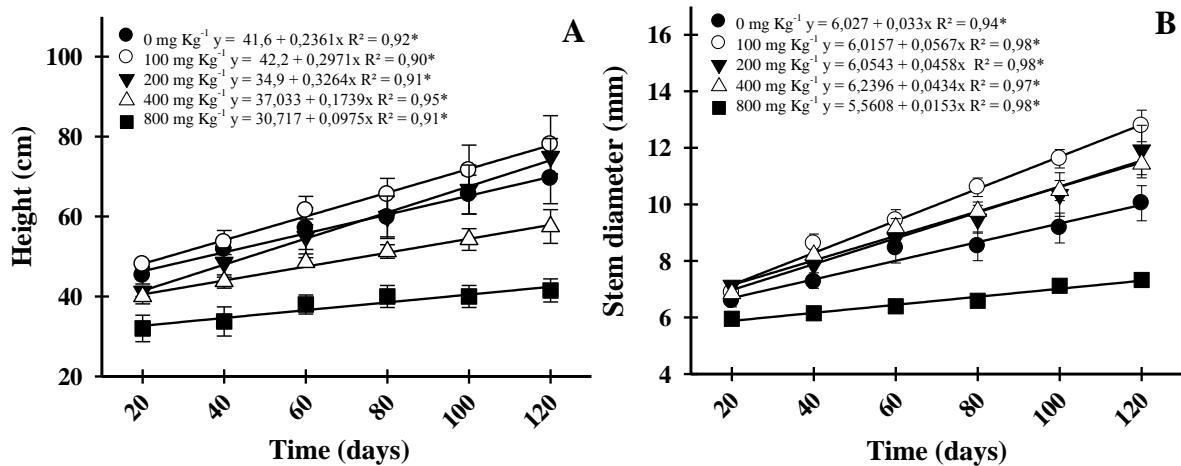 A
0 mg Kg⁻¹ y = 41,6 + 0,2361x R² = 0,92*
100 mg Kg⁻¹ y = 42,2 + 0,2971x R² = 0,90*
200 mg Kg⁻¹ y = 34,9 + 0,3264x R² = 0,91*
400 mg Kg⁻¹ y = 37,033 + 0,1739x R² = 0,95*
800 mg Kg⁻¹ y = 30,717 + 0,0975x R² = 0,91*
Height (cm)
100
80
60
40
20
20 40 60 80 100 120
Time (days)
B
0 mg Kg⁻¹ y = 6,027 + 0,033x R² = 0,94*
100 mg Kg⁻¹ y = 6,0157 + 0,0567x R² = 0,98*
200 mg Kg⁻¹ y = 6,0543 + 0,0458x R² = 0,98*
400 mg Kg⁻¹ y = 6,2396 + 0,0434x R² = 0,97*
800 mg Kg⁻¹ y = 5,5608 + 0,0153x R² = 0,98*
Stem diameter (mm)
16
14
12
10
8
6
4
20 40 60 80 100 120
Time (days)